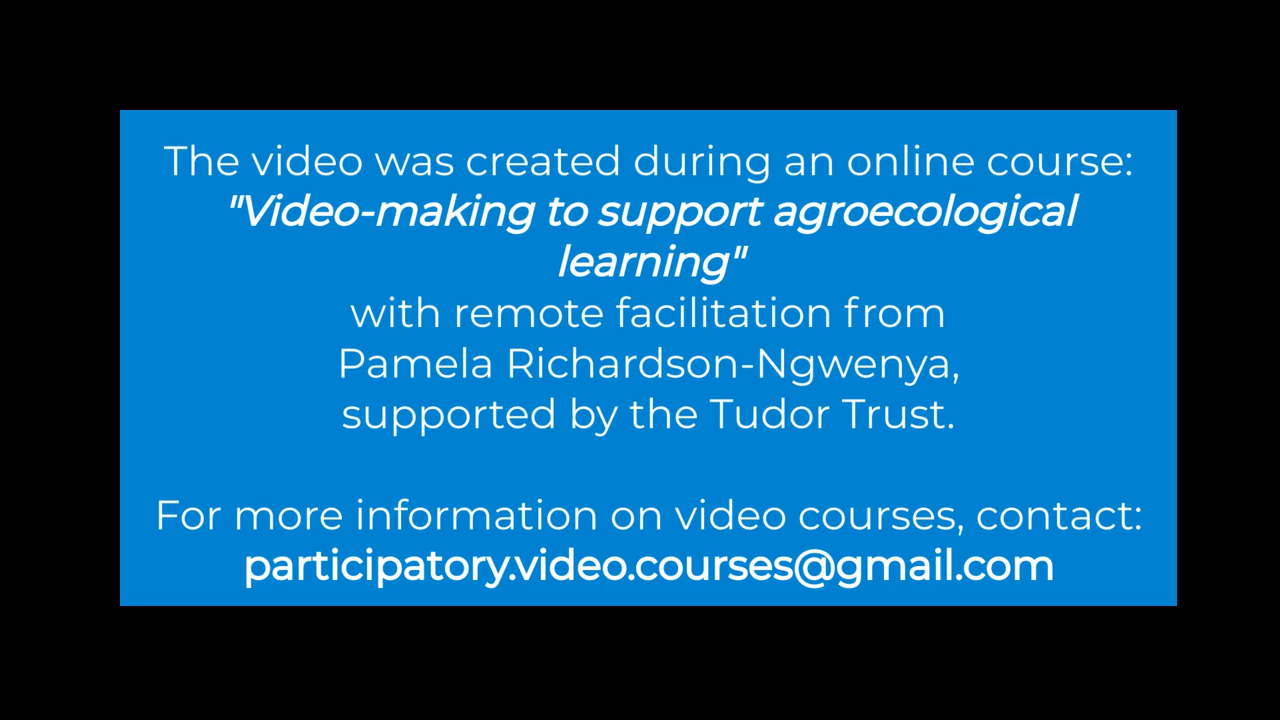 The video was created during an online course:
"Video-making to support agroecological
learning"
with remote facilitation from
Pamela Richardson-Ngwenya,
supported by the Tudor Trust.
For more information on video courses, contact:
participatory.video.courses@gmail.com